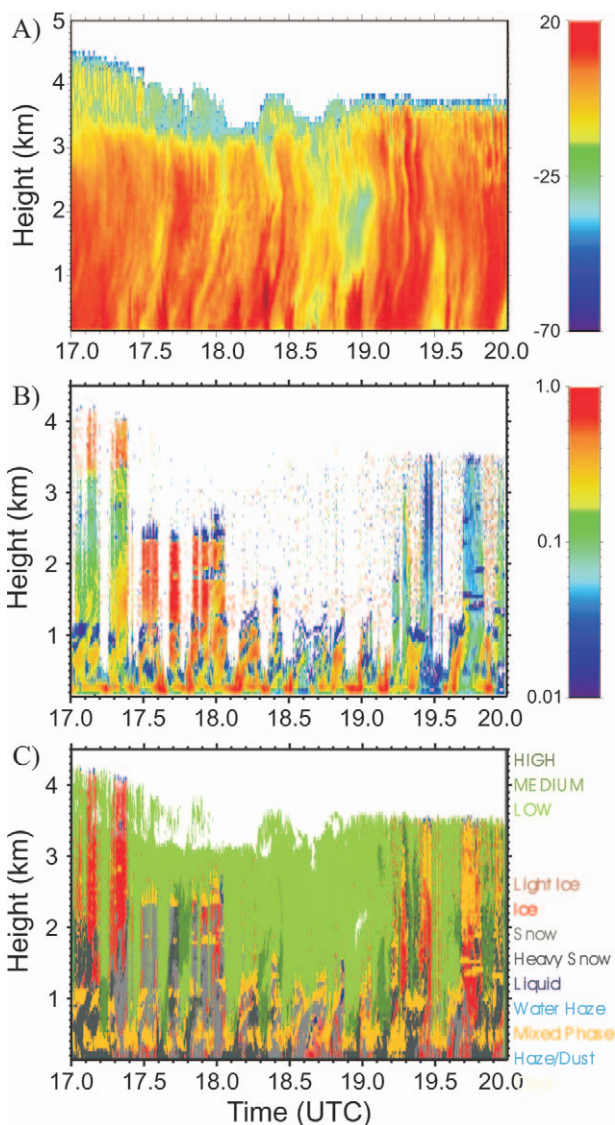 A)
5
4
3
2
1
Height (km)
17.0 17.5 18.0 18.5 19.0 19.5 20.0
20
-25
-70
B)
4
3
2
1
Height (km)
17.0 17.5 18.0 18.5 19.0 19.5 20.0
1.0
0.1
0.01
C)
4
3
2
1
Height (km)
17.0 17.5 18.0 18.5 19.0 19.5 20.0
Time (UTC)
HIGH
MEDIUM
LOW
Light Ice
Ice
Snow
Heavy Snow
Liquid
Water Haze
Mixed Phase
Haze/Dust